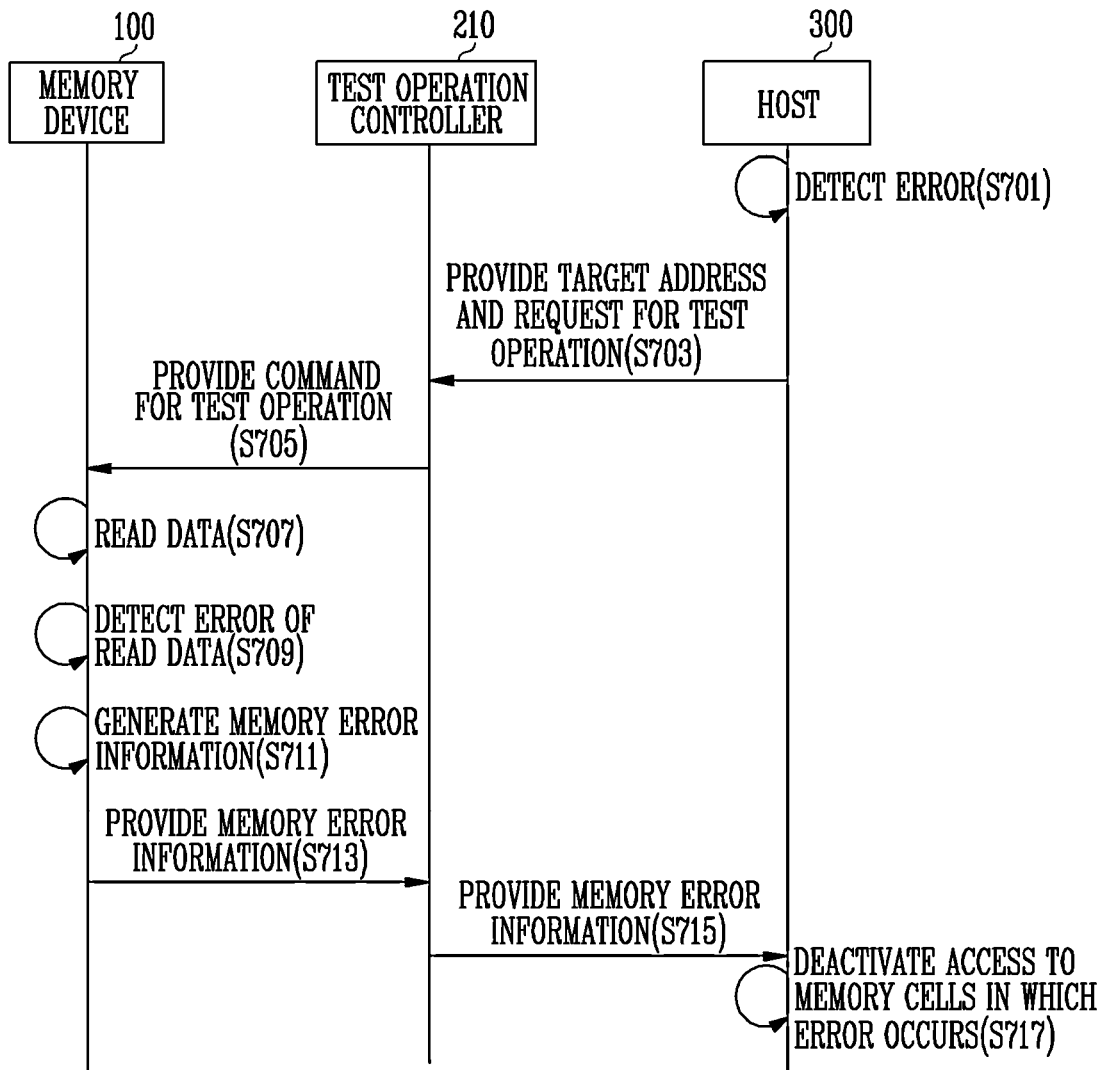 100
210
300
MEMORY
DEVICE
TEST OPERATION
CONTROLLER
HOST
DETECT ERROR(S701)
PROVIDE TARGET ADDRESS
AND REQUEST FOR TEST
OPERATION(S703)
PROVIDE COMMAND
FOR TEST OPERATION
(S705)
READ DATA(S707)
DETECT ERROR OF
READ DATA(S709)
GENERATE MEMORY ERROR
INFORMATION(S711)
PROVIDE MEMORY ERROR
INFORMATION(S713)
PROVIDE MEMORY ERROR
INFORMATION(S715)
DEACTIVATE ACCESS TO
MEMORY CELLS IN WHICH
ERROR OCCURS(S717)